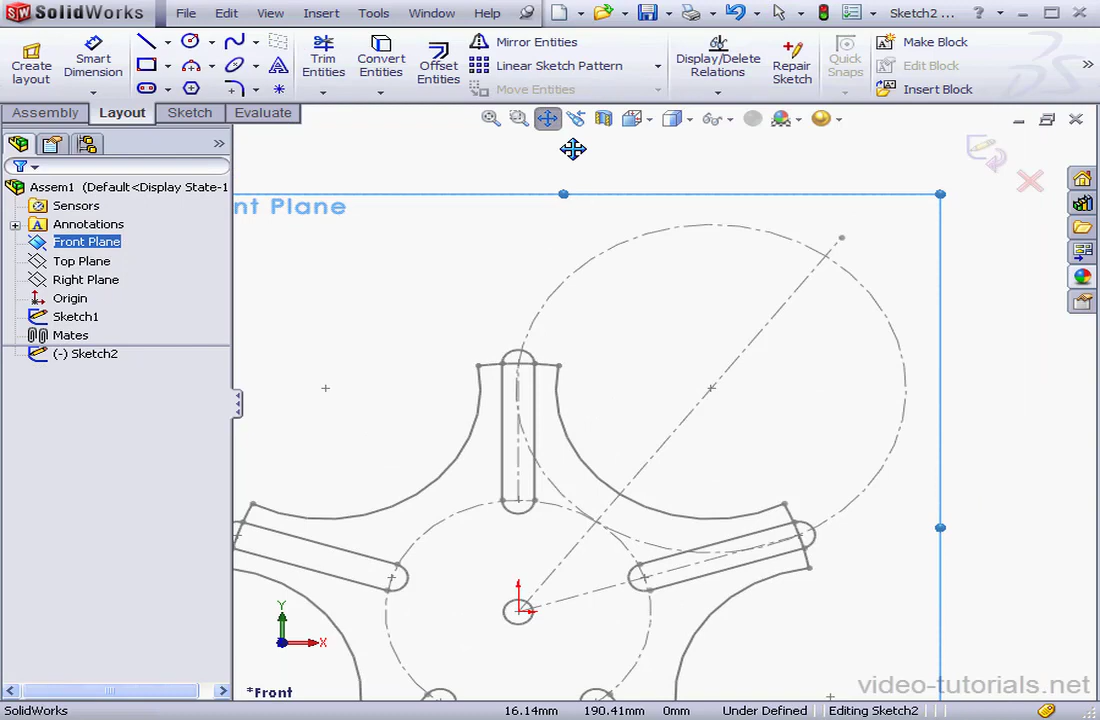 SW SOLIDWORKS File Edit View Insert Tools Window Help Sketch2 ... ?
Create layout
Smart Dimension
Trim Entities
Convert Entities
Offset Entities
Mirror Entities
Linear Sketch Pattern
Move Entities
Display/Delete Relations
Repair Sketch
Quick Snaps
Make Block
Edit Block
Insert Block
Assembly Layout Sketch Evaluate
Assem1 (Default<Display State-1
Sensors
Annotations
Front Plane
Top Plane
Right Plane
Origin
Sketch1
Mates
(-) Sketch2
nt Plane
Y
X
*Front
video-tutorials.net
SolidWorks 16.14mm 190.41mm 0mm Under Defined Editing Sketch2